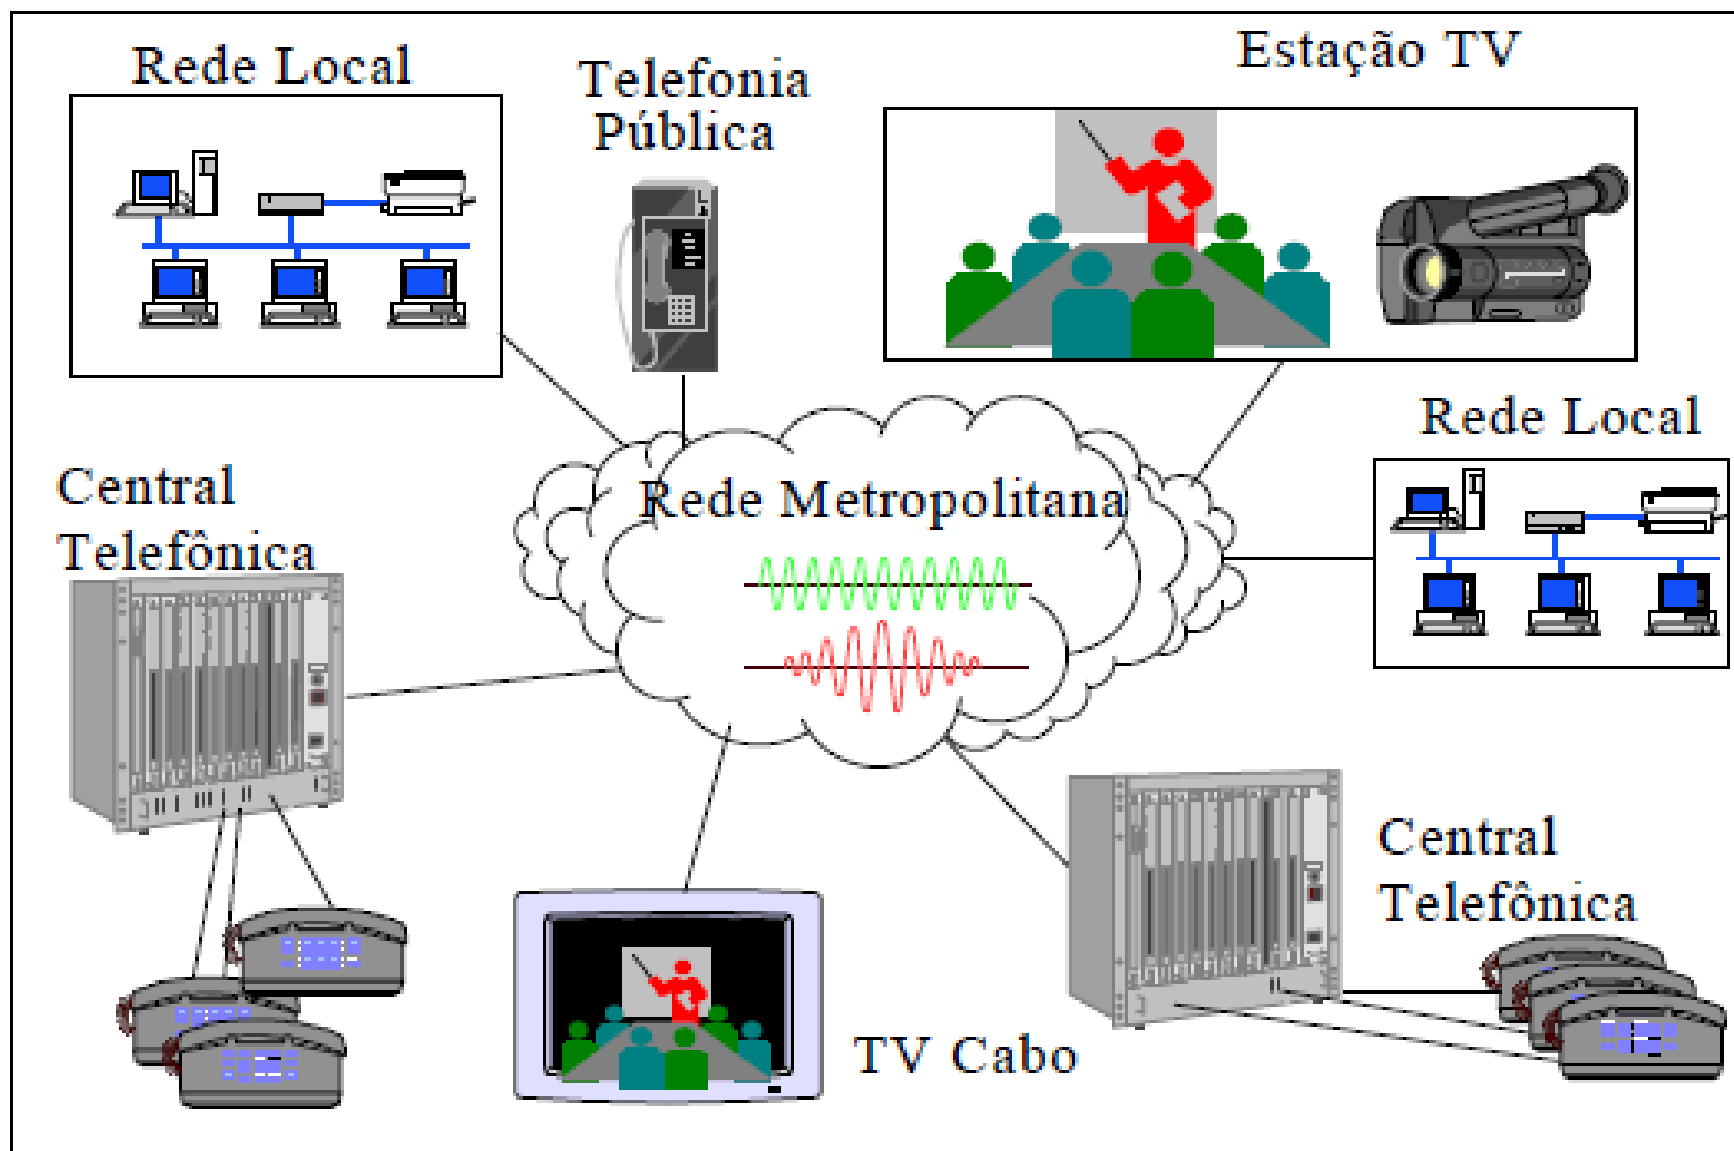 Rede Local
Telefonia
Pública
Estação TV
Rede Local
Central
Telefônica
Rede Metropolitana
Central
Telefônica
TV Cabo